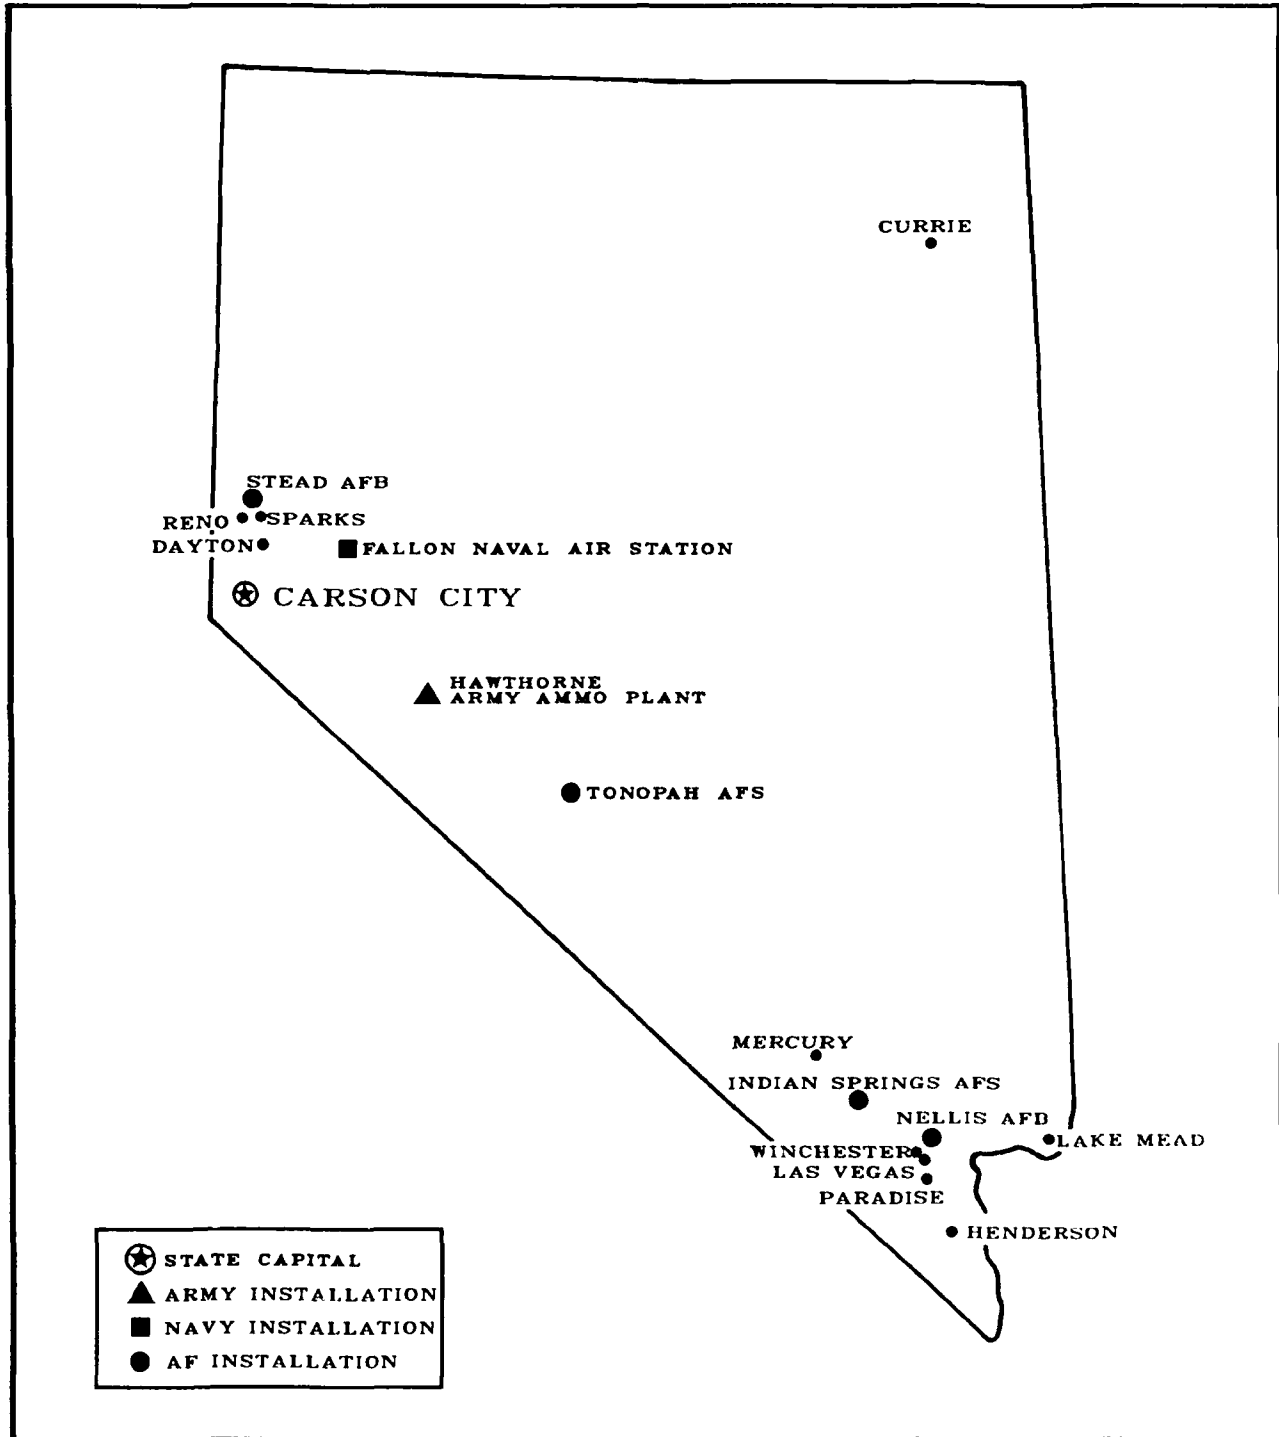 CURRIE
STEAD AFB
RENO
SPARKS
DAYTON
FALLON NAVAL AIR STATION
CARSON CITY
HAWTHORNE
ARMY AMMO PLANT
TONOPAH AFS
MERCURY
INDIAN SPRINGS AFS
NELLIS AFB
LAKE MEAD
WINCHESTER
LAS VEGAS
PARADISE
HENDERSON
STATE CAPITAL
ARMY INSTALLATION
NAVY INSTALLATION
AF INSTALLATION